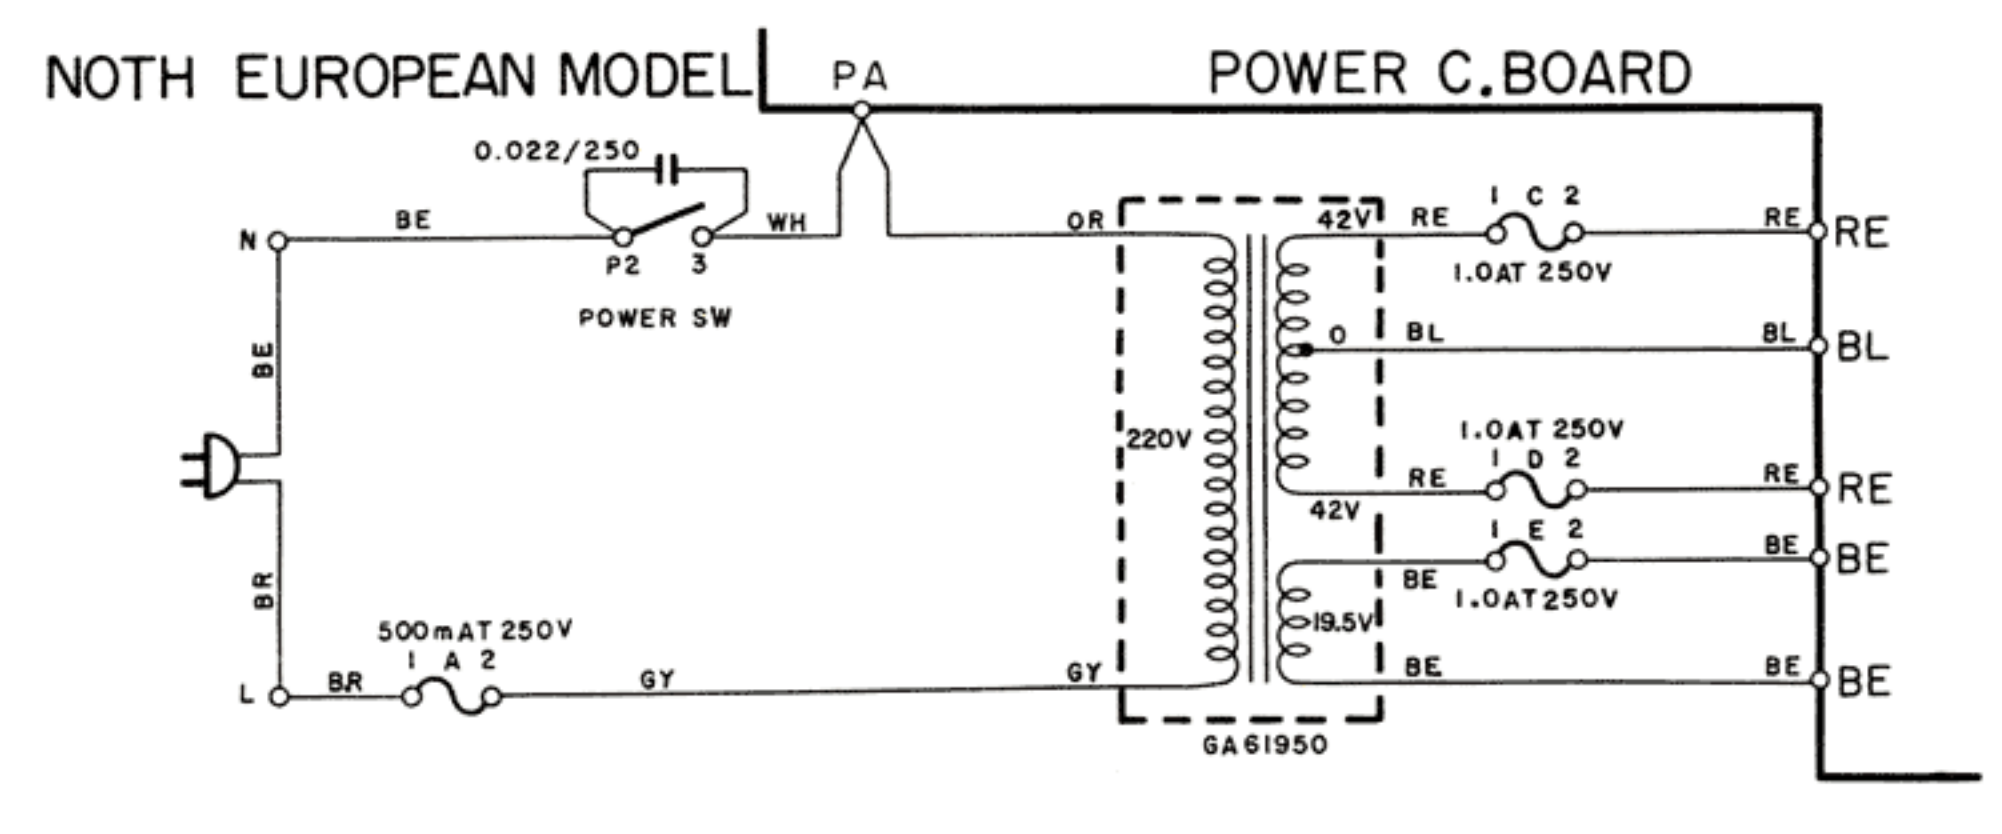 NOTH EUROPEAN MODEL
PA
POWER C.BOARD
0.022/250
N
BE
P2
3
WH
OR
POWER SW
BE
BR
500mAT 250V
1 A 2
L
BR
GY
GY
220V
42V
0
42V
19.5V
GA61950
RE
1 C 2
RE
RE
1.0AT 250V
BL
BL
BL
1.0AT 250V
RE
1 D 2
RE
RE
1 E 2
BE
BE
BE
1.0AT250V
BE
BE
BE